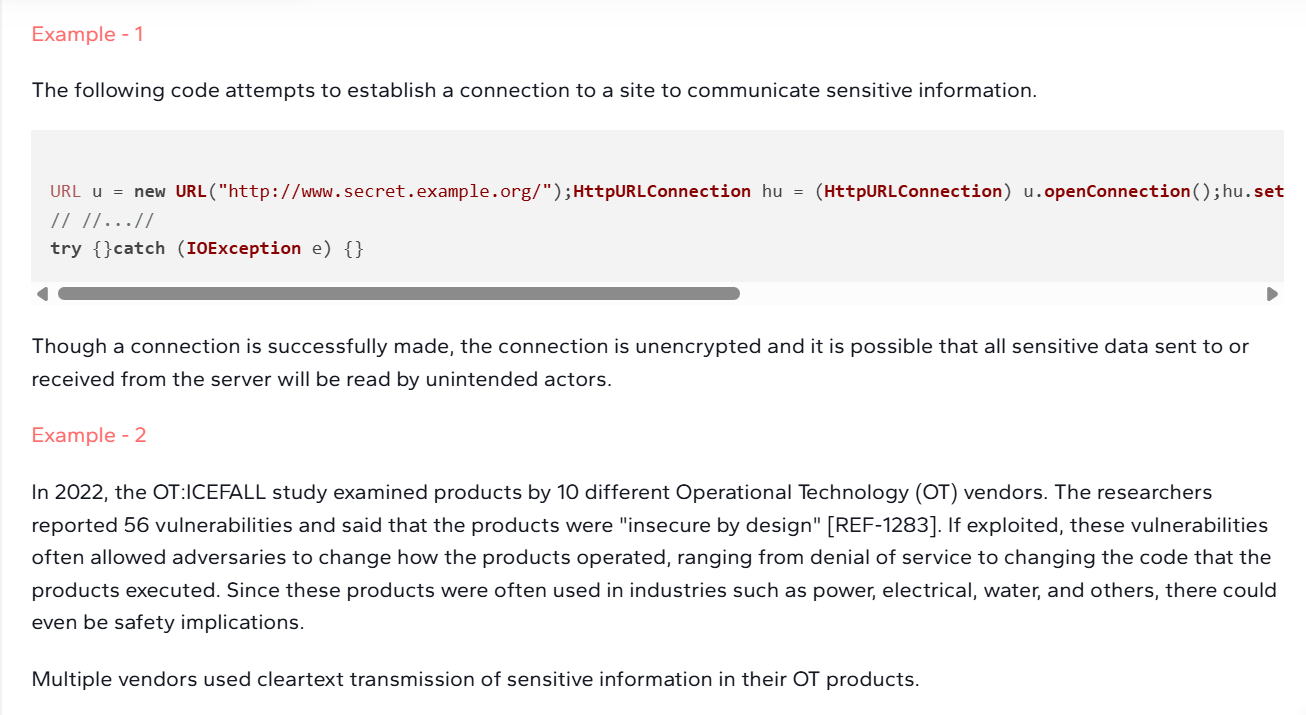 Example - 1
The following code attempts to establish a connection to a site to communicate sensitive information.
URL u = new URL("http://www.secret.example.org/");HttpURLConnection hu = (HttpURLConnection) u.openConnection();hu.set
// //...//
try {}catch (IOException e) {}
Though a connection is successfully made, the connection is unencrypted and it is possible that all sensitive data sent to or
received from the server will be read by unintended actors.
Example - 2
In 2022, the OT:ICEFALL study examined products by 10 different Operational Technology (OT) vendors. The researchers
reported 56 vulnerabilities and said that the products were "insecure by design" [REF-1283]. If exploited, these vulnerabilities
often allowed adversaries to change how the products operated, ranging from denial of service to changing the code that the
products executed. Since these products were often used in industries such as power, electrical, water, and others, there could
even be safety implications.
Multiple vendors used cleartext transmission of sensitive information in their OT products.